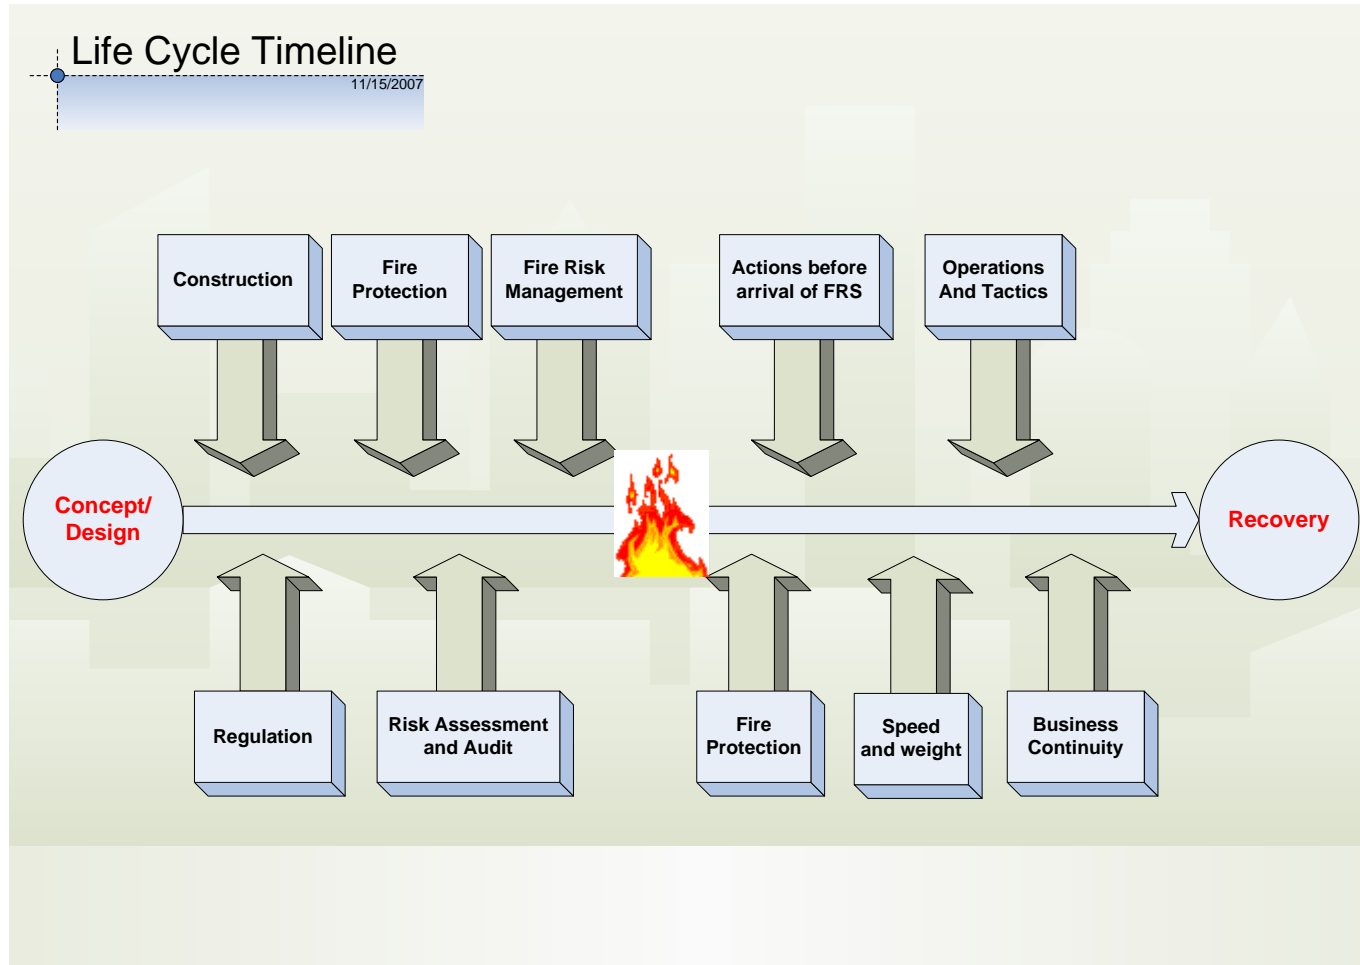 Life Cycle Timeline
11/15/2007
Construction
Fire
Protection
Fire Risk
Management
Actions before
arrival of FRS
Operations
And Tactics
Concept/
Design
Recovery
Regulation
Risk Assessment
and Audit
Fire
Protection
Speed
and weight
Business
Continuity